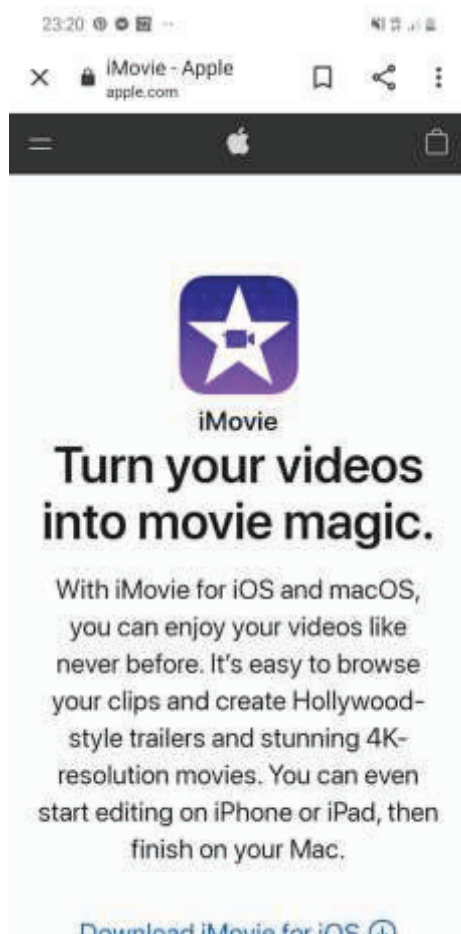 23:20
iMovie - Apple
apple.com
iMovie
Turn your videos
into movie magic.
With iMovie for iOS and macOS,
you can enjoy your videos like
never before. It's easy to browse
your clips and create Hollywood-
style trailers and stunning 4K-
resolution movies. You can even
start editing on iPhone or iPad, then
finish on your Mac.
Download iMovie for iOS